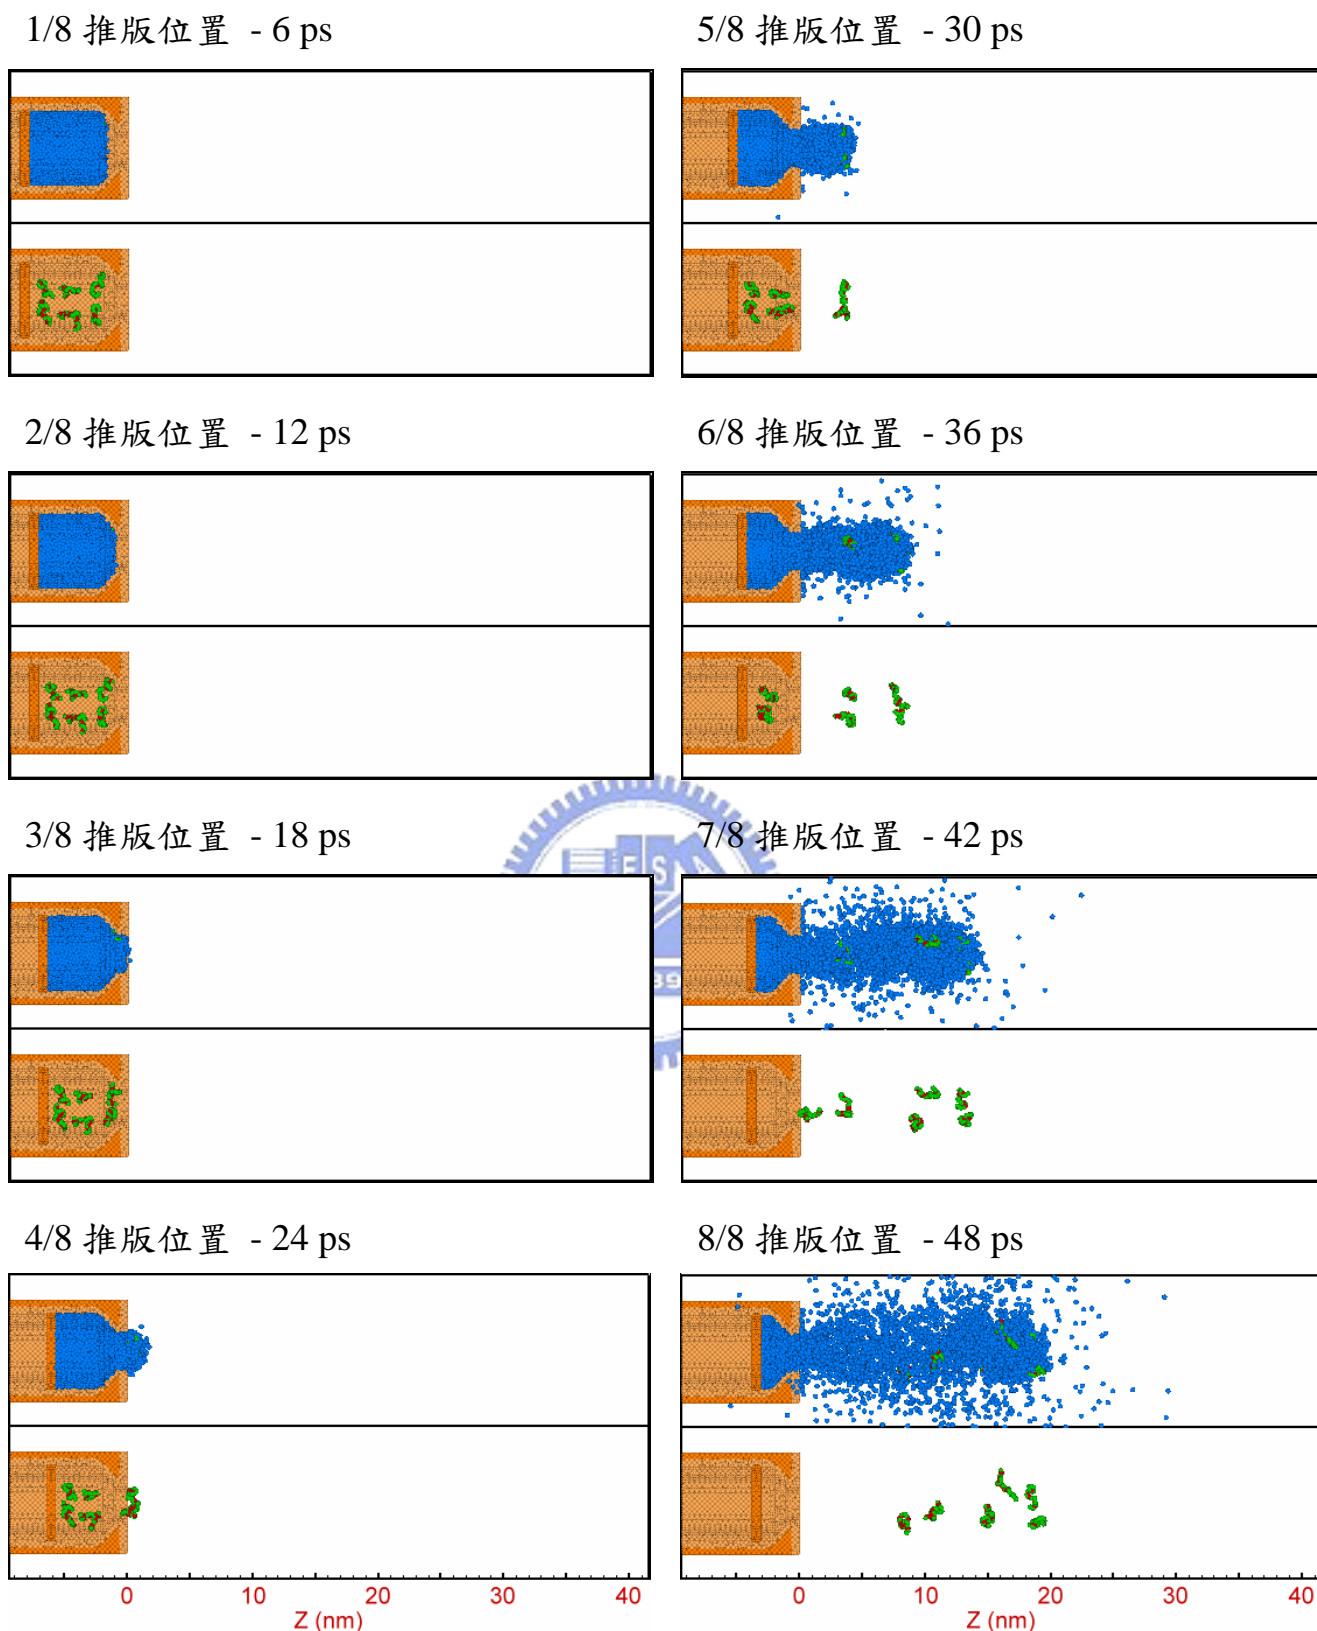 1/8 推版位置 - 6 ps
2/8 推版位置 - 12 ps
3/8 推版位置 - 18 ps
4/8 推版位置 - 24 ps
0 10 20 30 40
Z (nm)
5/8 推版位置 - 30 ps
6/8 推版位置 - 36 ps
7/8 推版位置 - 42 ps
8/8 推版位置 - 48 ps
0 10 20 30 40
Z (nm)